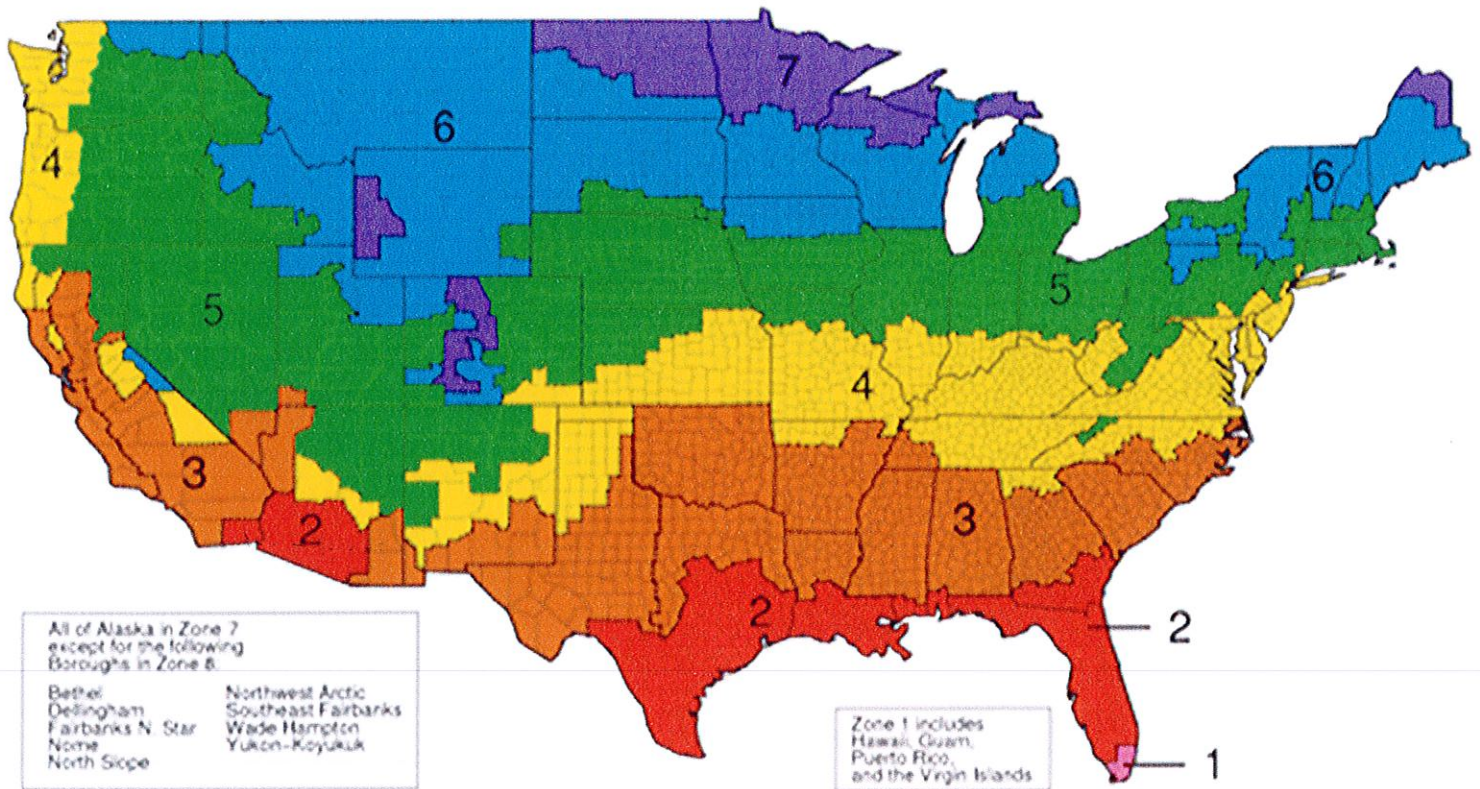 7
6
6
4
5
5
4
3
3
2
2
2
1
All of Alaska in Zone 7
except for the following
Boroughs in Zone 8:
Bethel Northwest Arctic
Dellingham Southeast Fairbanks
Fairbanks N. Star Wade Hampton
Nome Yukon-Koyukuk
North Slope
Zone 1 includes
Hawaii, Guam,
Puerto Rico,
and the Virgin Islands